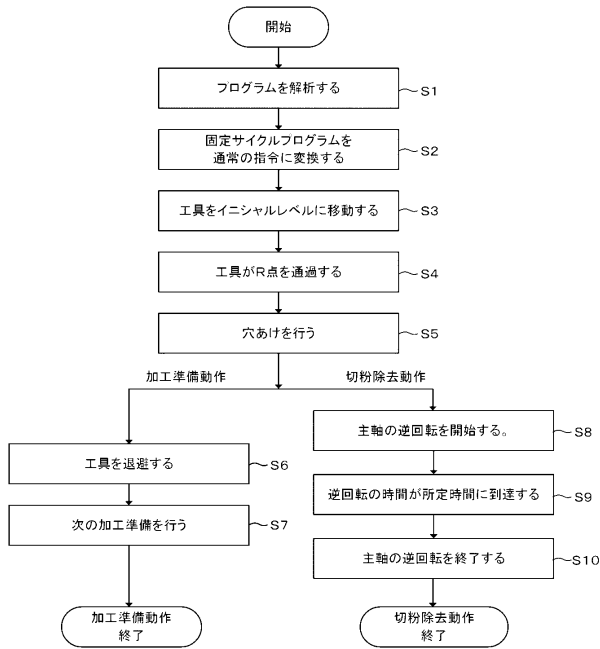 開始
プログラムを解析する
S1
固定サイクルプログラムを
通常の指令に変換する
S2
工具をイニシャルレベルに移動する
S3
工具がR点を通過する
S4
穴あけを行う
S5
加工準備動作
切粉除去動作
工具を退避する
S6
次の加工準備を行う
S7
加工準備動作
終了
主軸の逆回転を開始する。
S8
逆回転の時間が所定時間に到達する
S9
主軸の逆回転を終了する
S10
切粉除去動作
終了